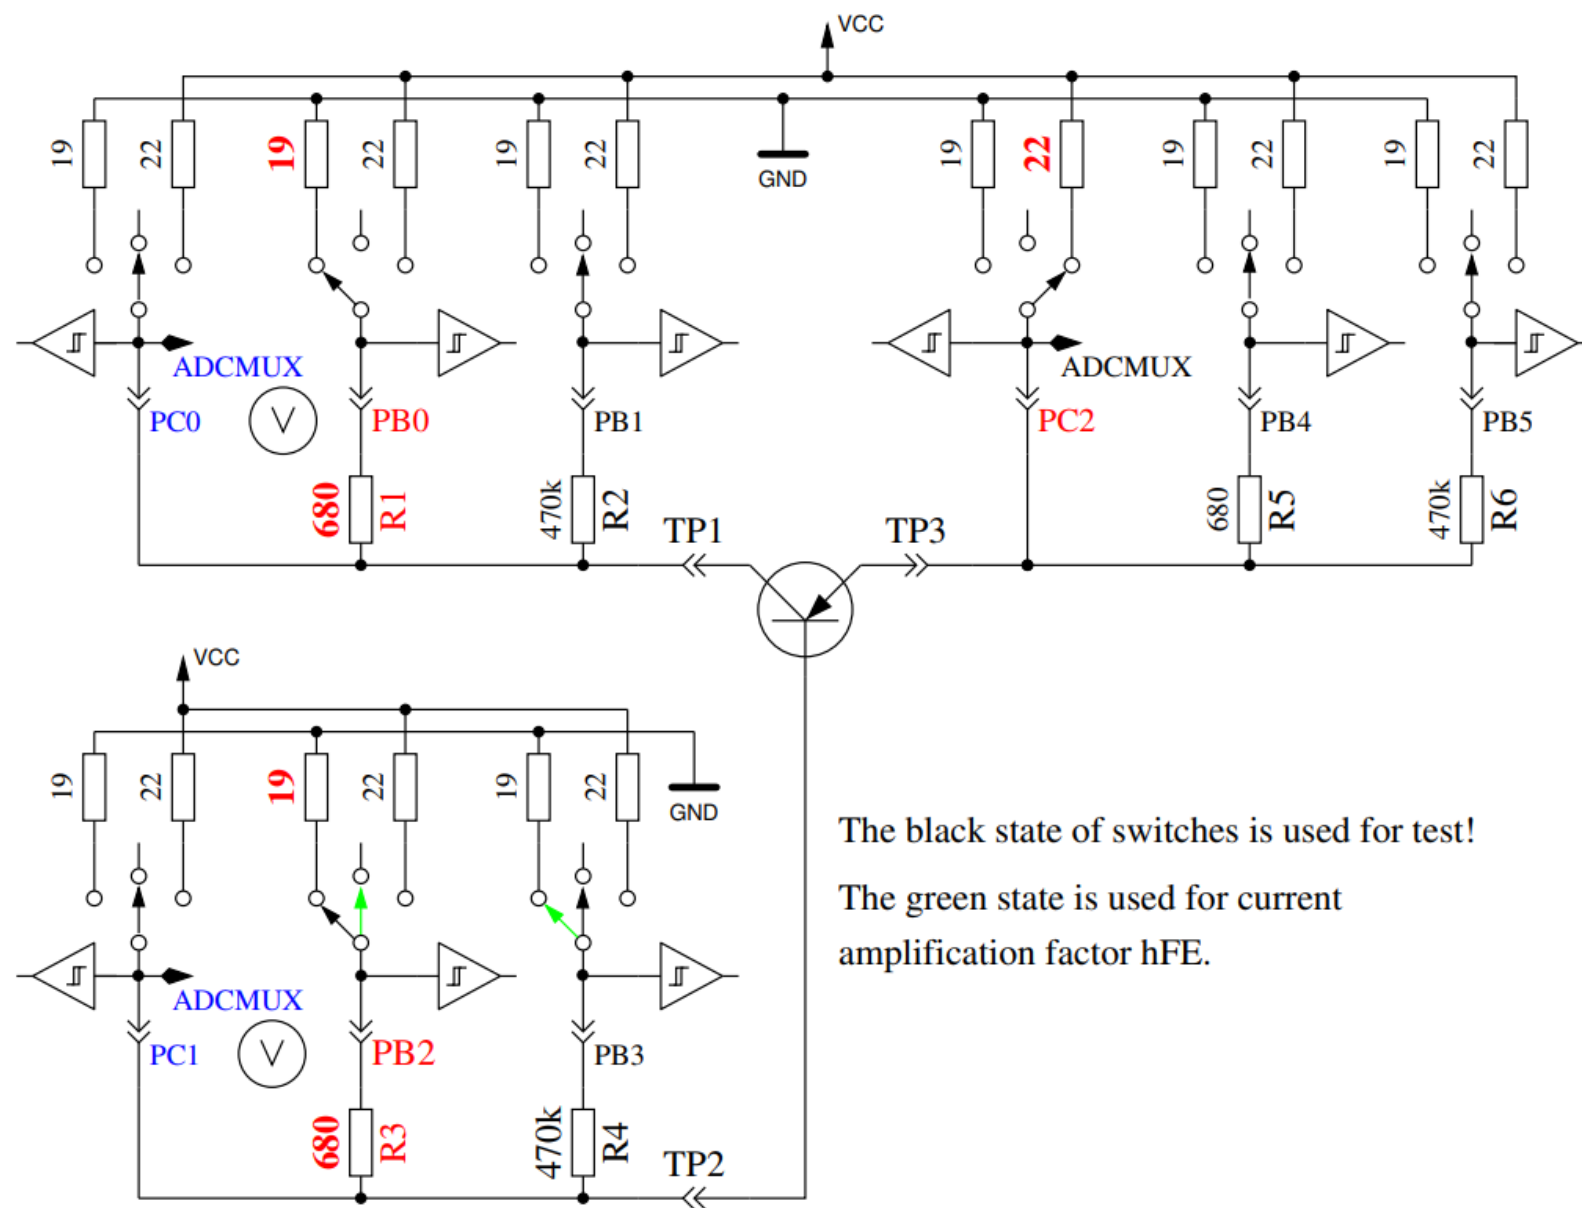 VCC
19
22
19
22
19
22
GND
19
22
19
22
19
22
ADCMUX
ADCMUX
PC0
V
PB0
PB1
PC2
PB4
PB5
680
R1
470k
R2
TP1
TP3
680
R5
470k
R6
VCC
19
22
19
22
19
22
GND
The black state of switches is used for test!
The green state is used for current
amplification factor hFE.
ADCMUX
PC1
V
PB2
PB3
680
R3
470k
R4
TP2